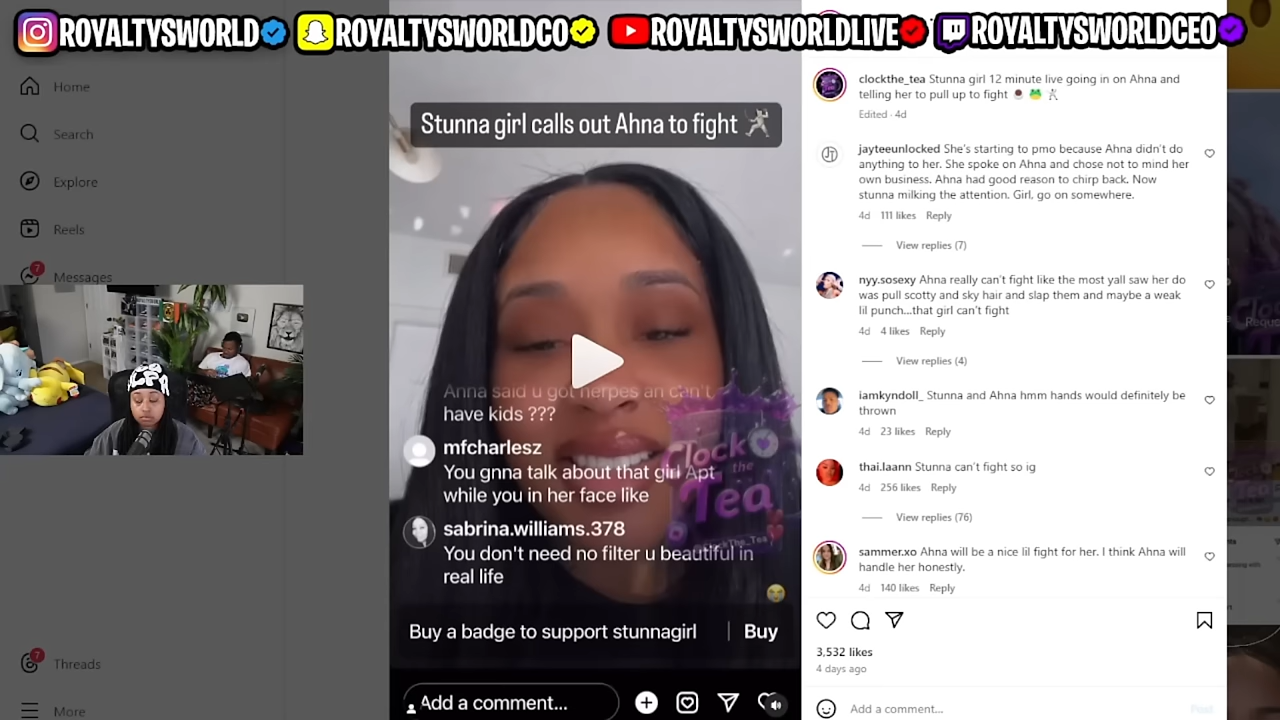 ROYALTYSWORLD
ROYALTYSWORLDCO
ROYALTYSWORLDLIVE
ROYALTYSWORLDCEO
Home
Search
Explore
Reels
7
Messages
7
Threads
More
Stunna girl calls out Ahna to fight
Anna said u got herpes an can't
have kids ???
mfcharlesz
You gnna talk about that girl Apt
while you in her face like
sabrina.williams.378
You don't need no filter u beautiful in
real life
Clock
the
Tea
Buy a badge to support stunnagirl
Buy
Add a comment...
clockthe_tea Stunna girl 12 minute live going in on Ahna and
telling her to pull up to fight
Edited · 4d
jayteeunlocked She's starting to pmo because Ahna didn't do
anything to her. She spoke on Ahna and chose not to mind her
own business. Ahna had good reason to chirp back. Now
stunna milking the attention. Girl, go on somewhere.
4d 111 likes Reply
View replies (7)
nyy.sosexy Ahna really can't fight like the most yall saw her do
was pull scotty and sky hair and slap them and maybe a weak
lil punch...that girl can't fight
4d 4 likes Reply
View replies (4)
iamkyndoll_ Stunna and Ahna hmm hands would definitely be
thrown
4d 23 likes Reply
thai.laann Stunna can't fight so ig
4d 256 likes Reply
View replies (76)
sammer.xo Ahna will be a nice lil fight for her. I think Ahna will
handle her honestly.
4d 140 likes Reply
3,532 likes
4 days ago
Add a comment...
Post